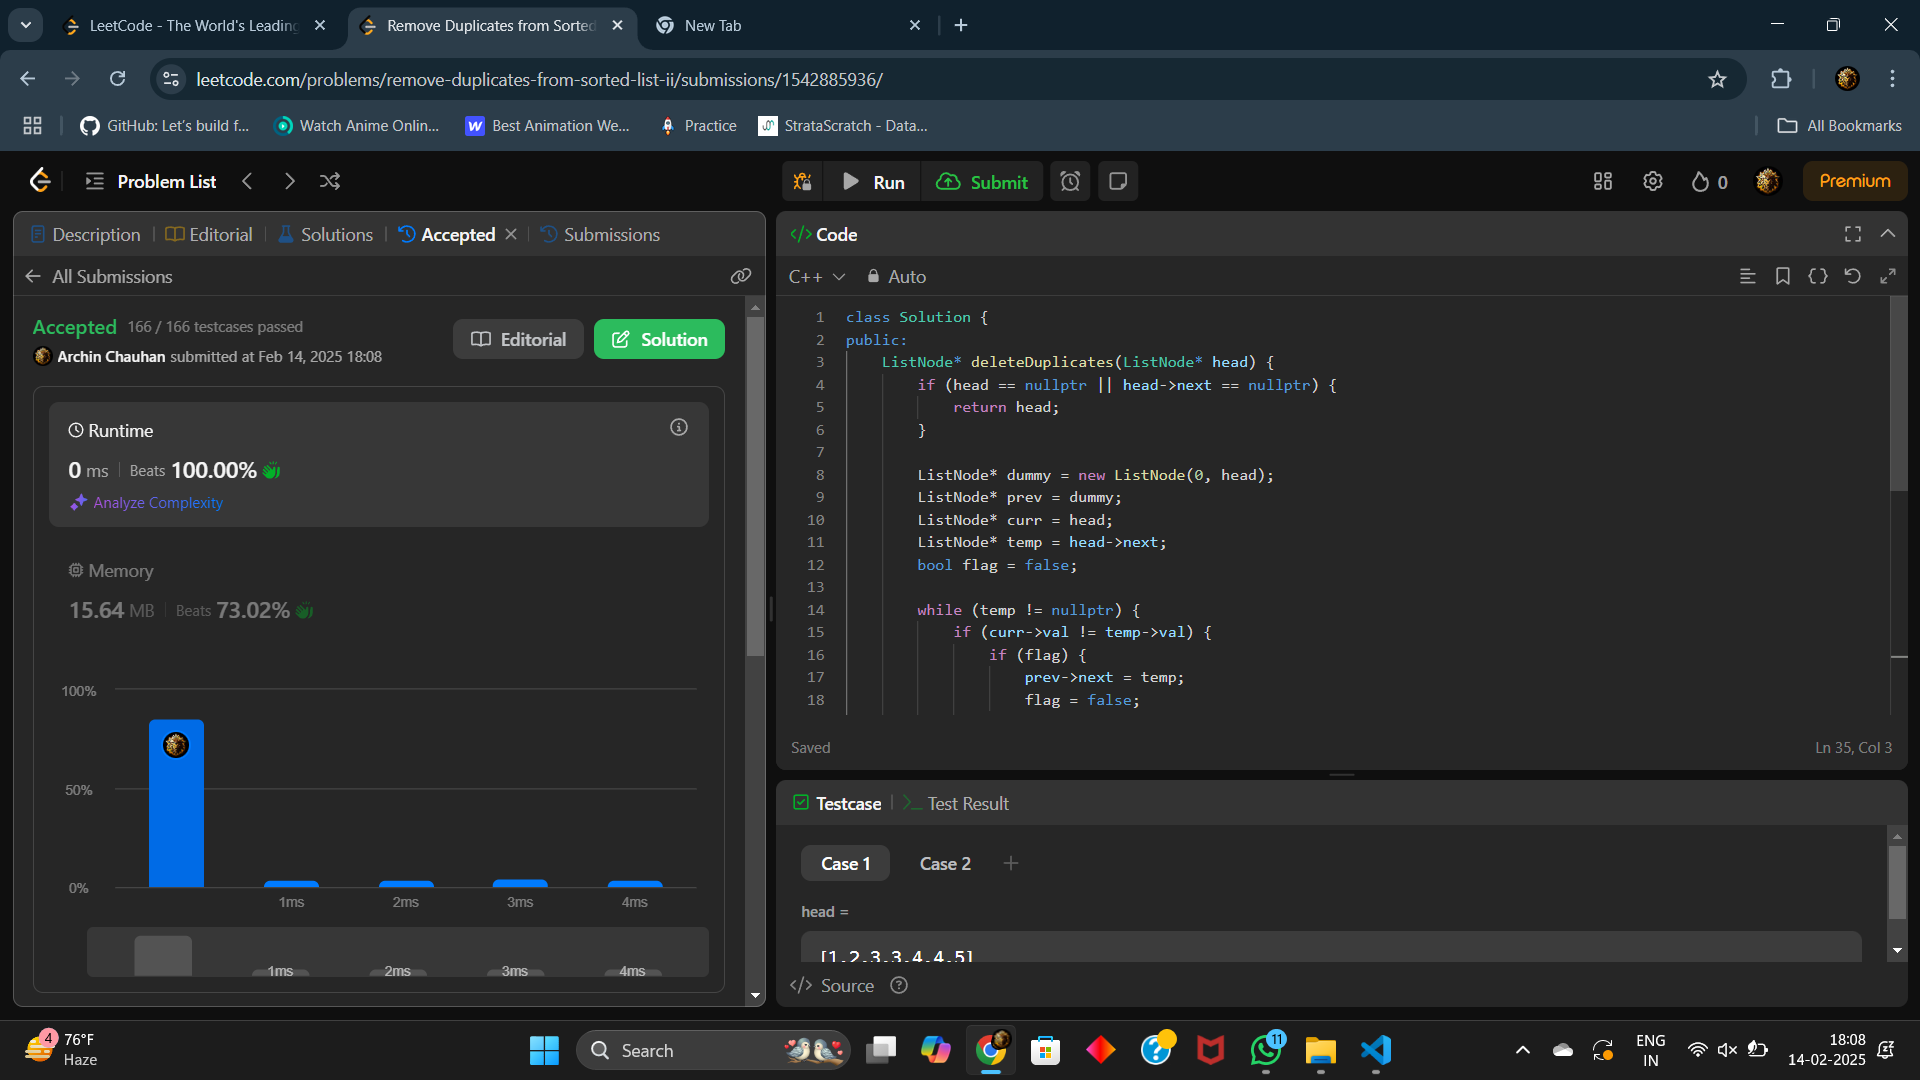 LeetCode - The World's Leading
Remove Duplicates from Sorted
New Tab
leetcode.com/problems/remove-duplicates-from-sorted-list-ii/submissions/1542885936/
GitHub: Let's build f...
Watch Anime Onlin...
w Best Animation We...
Practice
StrataScratch - Data...
All Bookmarks
Problem List
Run
Submit
0
Premium
Description
Editorial
Solutions
Accepted
Submissions
All Submissions
Accepted 166 / 166 testcases passed
Archin Chauhan submitted at Feb 14, 2025 18:08
Editorial
Solution
Runtime
0 ms Beats 100.00%
Analyze Complexity
Memory
15.64 MB Beats 73.02%
100%
50%
0%
1ms 2ms 3ms 4ms
1ms 2ms 3ms 4ms
</> Code
C++ Auto
1 class Solution {
2 public:
3 ListNode* deleteDuplicates(ListNode* head) {
4 if (head == nullptr || head->next == nullptr) {
5 return head;
6 }
7
8 ListNode* dummy = new ListNode(0, head);
9 ListNode* prev = dummy;
10 ListNode* curr = head;
11 ListNode* temp = head->next;
12 bool flag = false;
13
14 while (temp != nullptr) {
15 if (curr->val != temp->val) {
16 if (flag) {
17 prev->next = temp;
18 flag = false;
Saved
Ln 35, Col 3
Testcase
Test Result
Case 1
Case 2
head =
[1,2,3,3,4,4,5]
</> Source
4
76°F
Haze
Search
11
ENG
IN
18:08
14-02-2025